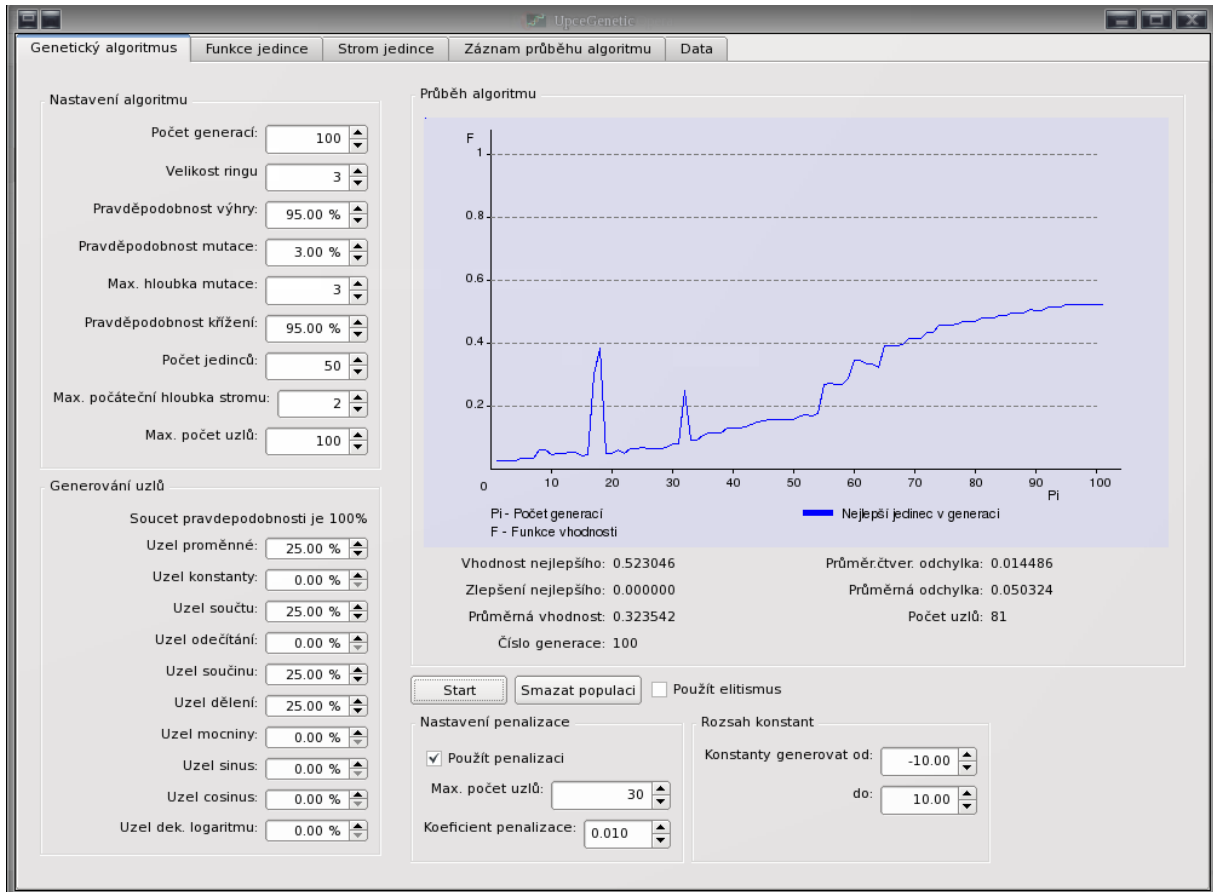 UpceGenetic
Genetický algoritmus Funkce jedince Strom jedince Záznam průběhu algoritmu Data
Nastavení algoritmu
Počet generací: 100
Velikost ringu 3
Pravděpodobnost výhry: 95.00 %
Pravděpodobnost mutace: 3.00 %
Max. hloubka mutace: 3
Pravděpodobnost křížení: 95.00 %
Počet jedinců: 50
Max. počáteční hloubka stromu: 2
Max. počet uzlů: 100
Generování uzlů
Soucet pravdepodobnosti je 100%
Uzel proměnné: 25.00 %
Uzel konstanty: 0.00 %
Uzel součtu: 25.00 %
Uzel odečítání: 0.00 %
Uzel součinu: 25.00 %
Uzel dělení: 25.00 %
Uzel mocniny: 0.00 %
Uzel sinus: 0.00 %
Uzel cosinus: 0.00 %
Uzel dek. logaritmu: 0.00 %
Průběh algoritmu
F
1
0.8
0.6
0.4
0.2
0 10 20 30 40 50 60 70 80 90 100
Pi
Pi - Počet generací
F - Funkce vhodnosti
Nejlepší jedinec v generaci
Vhodnost nejlepšího: 0.523046 Průměr.čtver. odchylka: 0.014486
Zlepšení nejlepšího: 0.000000 Průměrná odchylka: 0.050324
Průměrná vhodnost: 0.323542 Počet uzlů: 81
Číslo generace: 100
Start Smazat populaci Použít elitismus
Nastavení penalizace
Použít penalizaci
Max. počet uzlů: 30
Koeficient penalizace: 0.010
Rozsah konstant
Konstanty generovat od: -10.00
do: 10.00